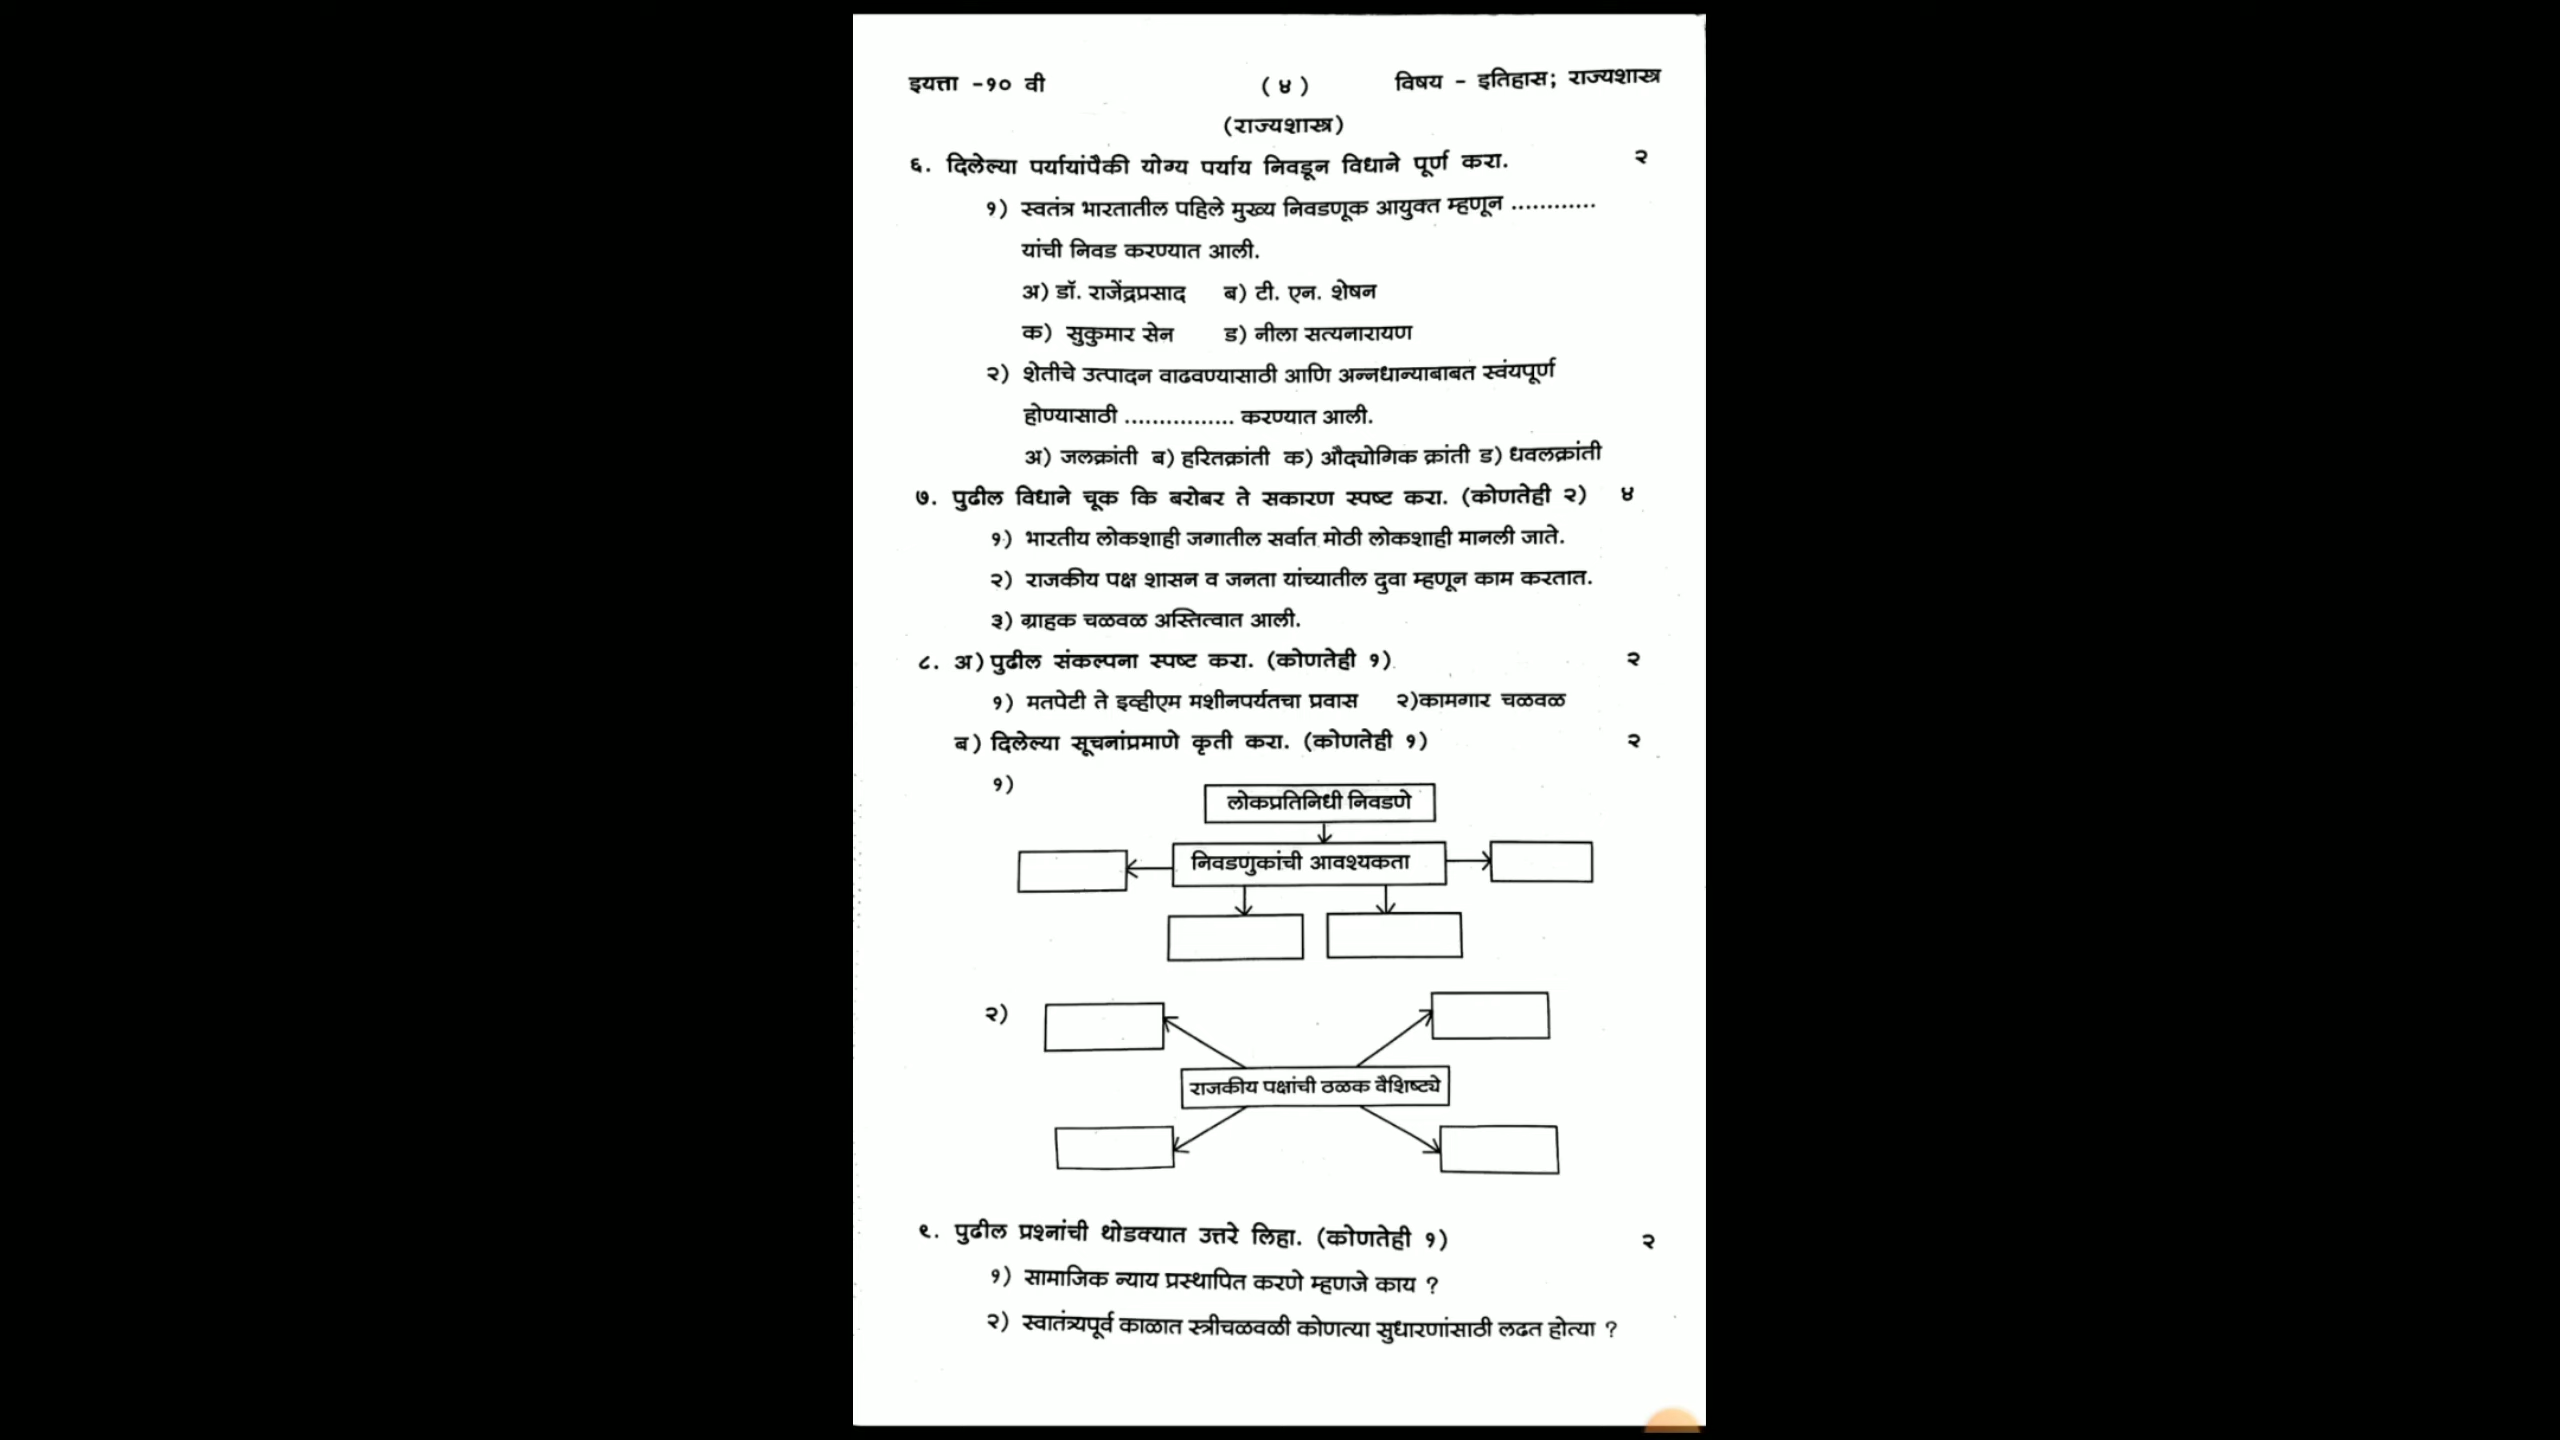 इयत्ता -१० वी (४) विषय - इतिहास; राज्यशास्त्र
(राज्यशास्त्र)
६. दिलेल्या पर्यायांपैकी योग्य पर्याय निवडून विधाने पूर्ण करा. २
१) स्वतंत्र भारतातील पहिले मुख्य निवडणूक आयुक्त म्हणून ............
यांची निवड करण्यात आली.
अ) डॉ. राजेंद्रप्रसाद ब) टी. एन. शेषन
क) सुकुमार सेन ड) नीला सत्यनारायण
२) शेतीचे उत्पादन वाढवण्यासाठी आणि अन्नधान्याबाबत स्वंयपूर्ण
होण्यासाठी ................ करण्यात आली.
अ) जलक्रांती ब) हरितक्रांती क) औद्योगिक क्रांती ड) धवलक्रांती
७. पुढील विधाने चूक कि बरोबर ते सकारण स्पष्ट करा. (कोणतेही २) ४
१) भारतीय लोकशाही जगातील सर्वात मोठी लोकशाही मानली जाते.
२) राजकीय पक्ष शासन व जनता यांच्यातील दुवा म्हणून काम करतात.
३) ग्राहक चळवळ अस्तित्वात आली.
८. अ) पुढील संकल्पना स्पष्ट करा. (कोणतेही १) २
१) मतपेटी ते इव्हीएम मशीनपर्यतचा प्रवास २)कामगार चळवळ
ब) दिलेल्या सूचनांप्रमाणे कृती करा. (कोणतेही १) २
१)
लोकप्रतिनिधी निवडणे
निवडणुकांची आवश्यकता
२)
राजकीय पक्षांची ठळक वैशिष्ट्ये
९. पुढील प्रश्नांची थोडक्यात उत्तरे लिहा. (कोणतेही १) २
१) सामाजिक न्याय प्रस्थापित करणे म्हणजे काय ?
२) स्वातंत्र्यपूर्व काळात स्त्रीचळवळी कोणत्या सुधारणांसाठी लढत होत्या ?